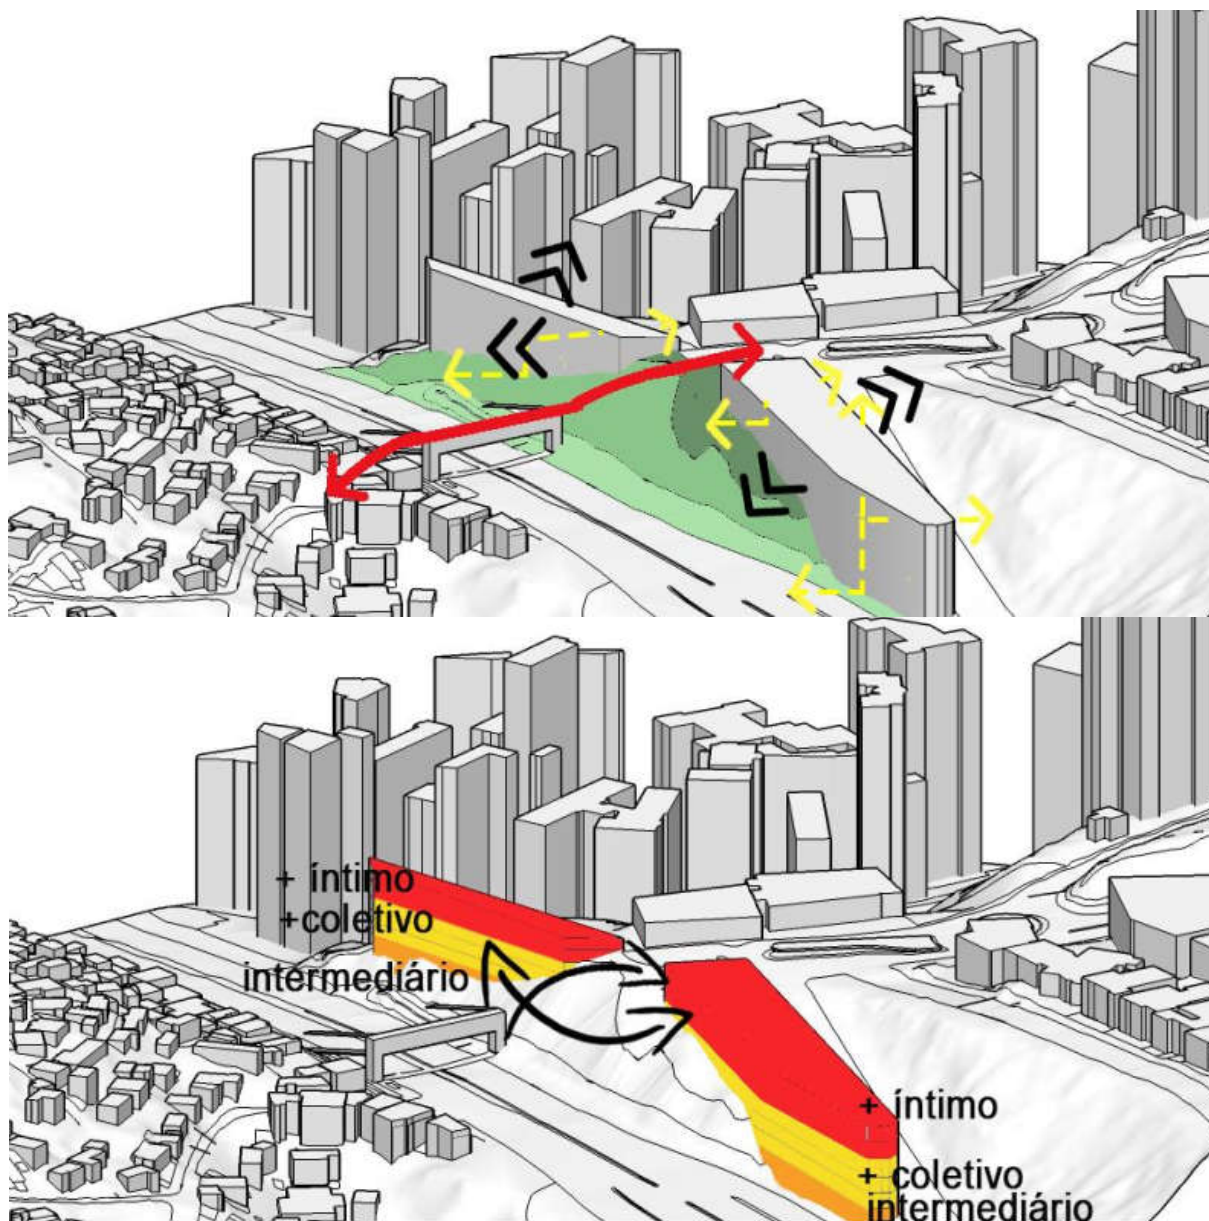 + íntimo
+coletivo
intermediário
+ íntimo
+ coletivo
intermediário